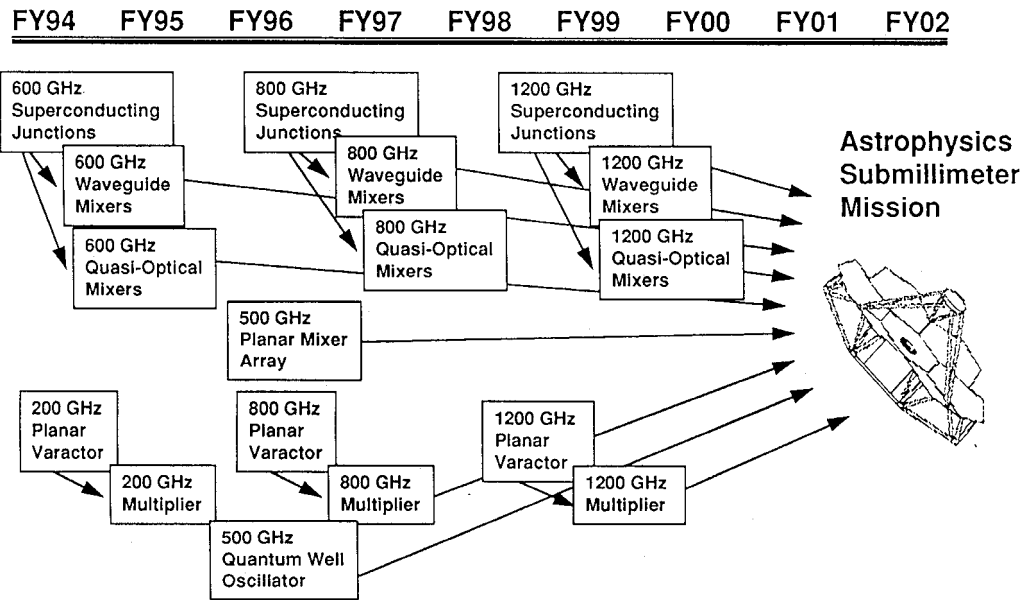 FY94 FY95 FY96 FY97 FY98 FY99 FY00 FY01 FY02
600 GHz
Superconducting
Junctions
800 GHz
Superconducting
Junctions
1200 GHz
Superconducting
Junctions
600 GHz
Waveguide
Mixers
800 GHz
Waveguide
Mixers
1200 GHz
Waveguide
Mixers
Astrophysics
Submillimeter
Mission
600 GHz
Quasi-Optical
Mixers
800 GHz
Quasi-Optical
Mixers
1200 GHz
Quasi-Optical
Mixers
500 GHz
Planar Mixer
Array
200 GHz
Planar
Varactor
800 GHz
Planar
Varactor
1200 GHz
Planar
Varactor
200 GHz
Multiplier
800 GHz
Multiplier
1200 GHz
Multiplier
500 GHz
Quantum Well
Oscillator